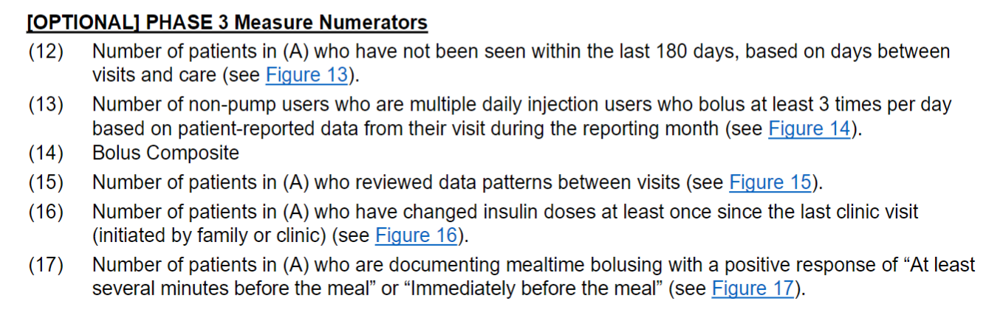 [OPTIONAL] PHASE 3 Measure Numerators
(12) Number of patients in (A) who have not been seen within the last 180 days, based on days between
visits and care (see Figure 13).
(13) Number of non-pump users who are multiple daily injection users who bolus at least 3 times per day
based on patient-reported data from their visit during the reporting month (see Figure 14).
(14) Bolus Composite
(15) Number of patients in (A) who reviewed data patterns between visits (see Figure 15).
(16) Number of patients in (A) who have changed insulin doses at least once since the last clinic visit
(initiated by family or clinic) (see Figure 16).
(17) Number of patients in (A) who are documenting mealtime bolusing with a positive response of “At least
several minutes before the meal” or “Immediately before the meal” (see Figure 17).